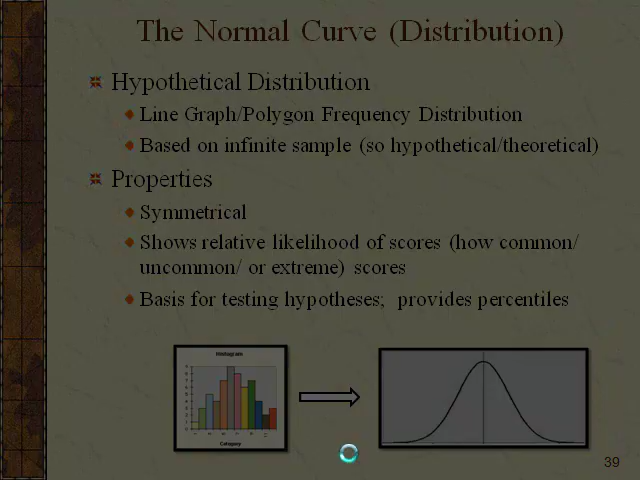 The Normal Curve (Distribution)
Hypothetical Distribution
Line Graph/Polygon Frequency Distribution
Based on infinite sample (so hypothetical/theoretical)
Properties
Symmetrical
Shows relative likelihood of scores (how common/
uncommon/ or extreme) scores
Basis for testing hypotheses;  provides percentiles
Histogram
Category
39